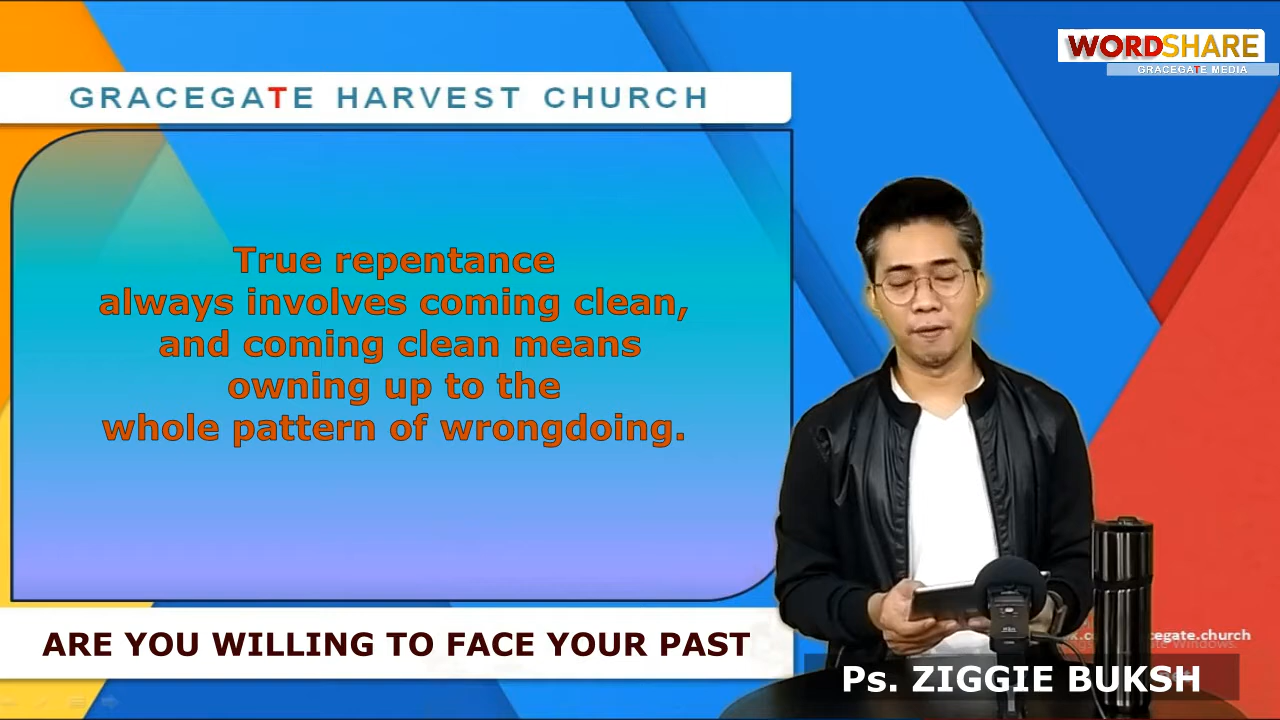 WORDSHARE
GRACEGATE MEDIA
GRACEGATE HARVEST CHURCH
True repentance
always involves coming clean,
and coming clean means
owning up to the
whole pattern of wrongdoing.
ARE YOU WILLING TO FACE YOUR PAST
Windows.
Ps. ZIGGIE BUKSH